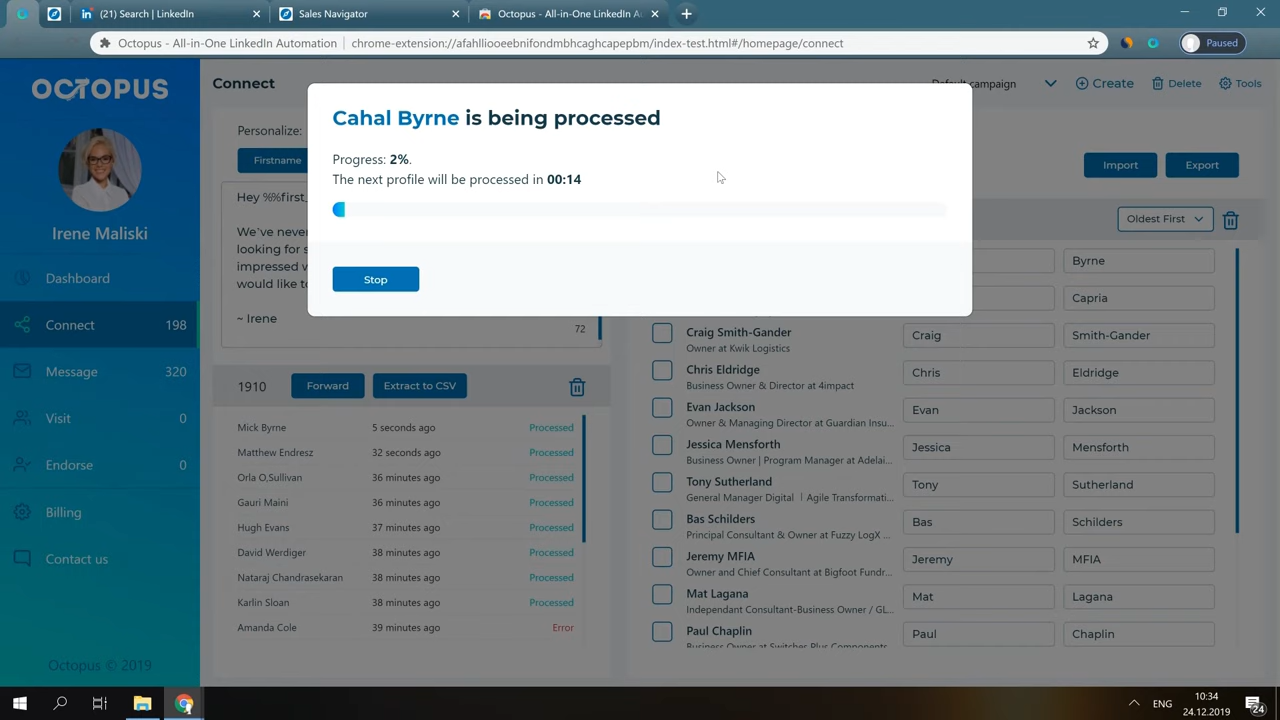 (21) Search | LinkedIn
Sales Navigator
Octopus - All-in-One LinkedIn Au
Octopus - All-in-One LinkedIn Automation
chrome-extension://afahlliooeebnifondmbhcaghcapepbm/index-test.html#/homepage/connect
Paused
OCTOPUS
Irene Maliski
Dashboard
Connect 198
Message 320
Visit 0
Endorse 0
Billing
Contact us
Octopus © 2019
Connect
Default campaign
Create
Delete
Tools
Cahal Byrne is being processed
Progress: 2%.
The next profile will be processed in 00:14
Stop
Personalize:
Firstname
Hey %%first_
We've never
looking for s
impressed w
would like to
~ Irene
72
Import
Export
Oldest First
1910
Forward
Extract to CSV
Mick Byrne 5 seconds ago Processed
Matthew Endresz 32 seconds ago Processed
Orla O,Sullivan 36 minutes ago Processed
Gauri Maini 36 minutes ago Processed
Hugh Evans 37 minutes ago Processed
David Werdiger 38 minutes ago Processed
Nataraj Chandrasekaran 38 minutes ago Processed
Karlin Sloan 38 minutes ago Processed
Amanda Cole 39 minutes ago Error
Byrne
Capria
Craig Smith-Gander Craig Smith-Gander
Owner at Kwik Logistics
Chris Eldridge Chris Eldridge
Business Owner & Director at 4impact
Evan Jackson Evan Jackson
Owner & Managing Director at Guardian Insu...
Jessica Mensforth Jessica Mensforth
Business Owner | Program Manager at Adelai...
Tony Sutherland Tony Sutherland
General Manager Digital | Agile Transformati...
Bas Schilders Bas Schilders
Principal Consultant & Owner at Fuzzy LogX ...
Jeremy MFIA Jeremy MFIA
Owner and Chief Consultant at Bigfoot Fundr...
Mat Lagana Mat Lagana
Independant Consultant-Business Owner / GL...
Paul Chaplin Paul Chaplin
Business Owner at Switcher Plus Components
ENG
10:34
24.12.2019
24